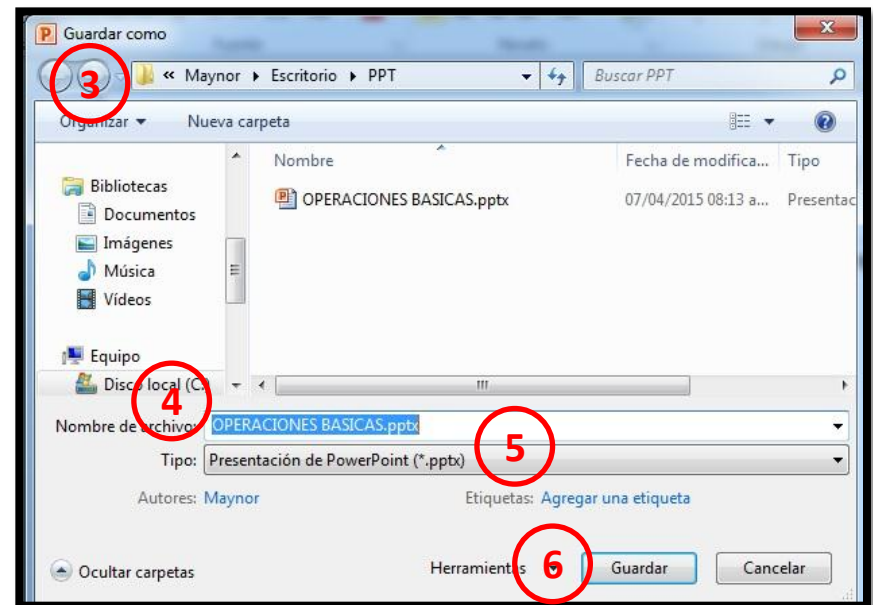 Guardar como
3
« Maynor Escritorio PPT Buscar PPT
Organizar Nueva carpeta
Nombre Fecha de modifica... Tipo
Bibliotecas
OPERACIONES BASICAS.pptx 07/04/2015 08:13 a... Presentac
Documentos
Imágenes
Música
Vídeos
Equipo
Disco local (C:)
4
Nombre de archivo: OPERACIONES BASICAS.pptx
5
Tipo: Presentación de PowerPoint (*.pptx)
Autores: Maynor Etiquetas: Agregar una etiqueta
6
Ocultar carpetas Herramientas Guardar Cancelar